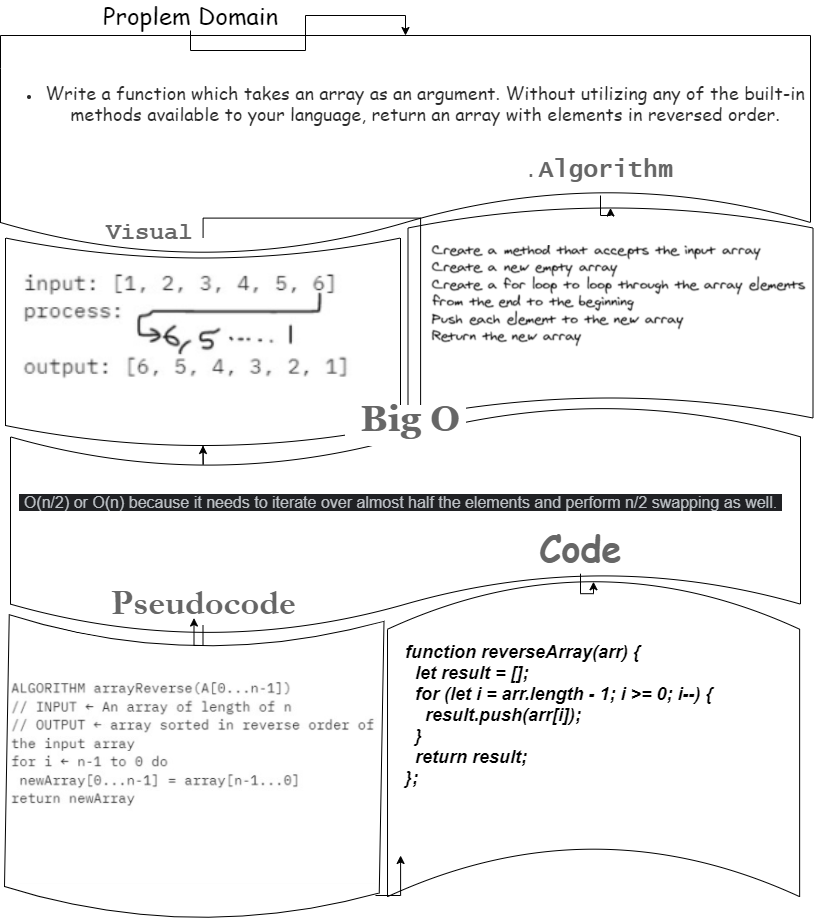 Proplem Domain
• Write a function which takes an array as an argument. Without utilizing any of the built-in
methods available to your language, return an array with elements in reversed order.
.Algorithm
Visual
Create a method that accepts the input array
Create a new empty array
Create a for loop to loop through the array elements
from the end to the beginning
Push each element to the new array
Return the new array
input: [1, 2, 3, 4, 5, 6]
process:
6, 5 ..... 1
output: [6, 5, 4, 3, 2, 1]
Big O
O(n/2) or O(n) because it needs to iterate over almost half the elements and perform n/2 swapping as well.
Code
Pseudocode
ALGORITHM arrayReverse(A[0...n-1])
// INPUT ← An array of length of n
// OUTPUT ← array sorted in reverse order of
the input array
for i ← n-1 to 0 do
newArray[0...n-1] = array[n-1...0]
return newArray
function reverseArray(arr) {
let result = [];
for (let i = arr.length - 1; i >= 0; i--) {
result.push(arr[i]);
}
return result;
};